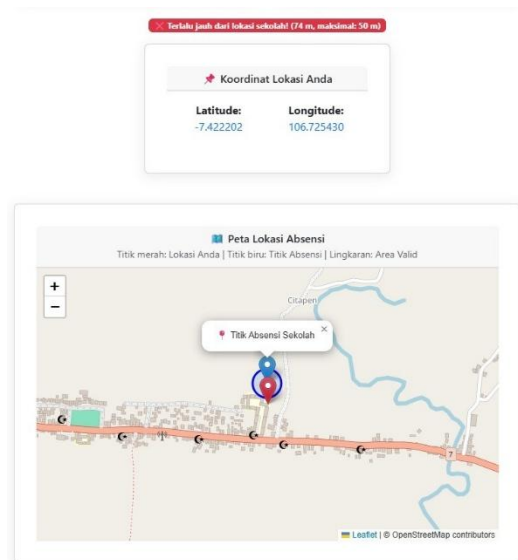 Terlalu jauh dari lokasi sekolah! (74 m, maksimal: 50 m)
Koordinat Lokasi Anda
Latitude: Longitude:
-7.422202 106.725430
Peta Lokasi Absensi
Titik merah: Lokasi Anda | Titik biru: Titik Absensi | Lingkaran: Area Valid
+
−
Citapen
Titik Absensi Sekolah ×
7
Leaflet | © OpenStreetMap contributors